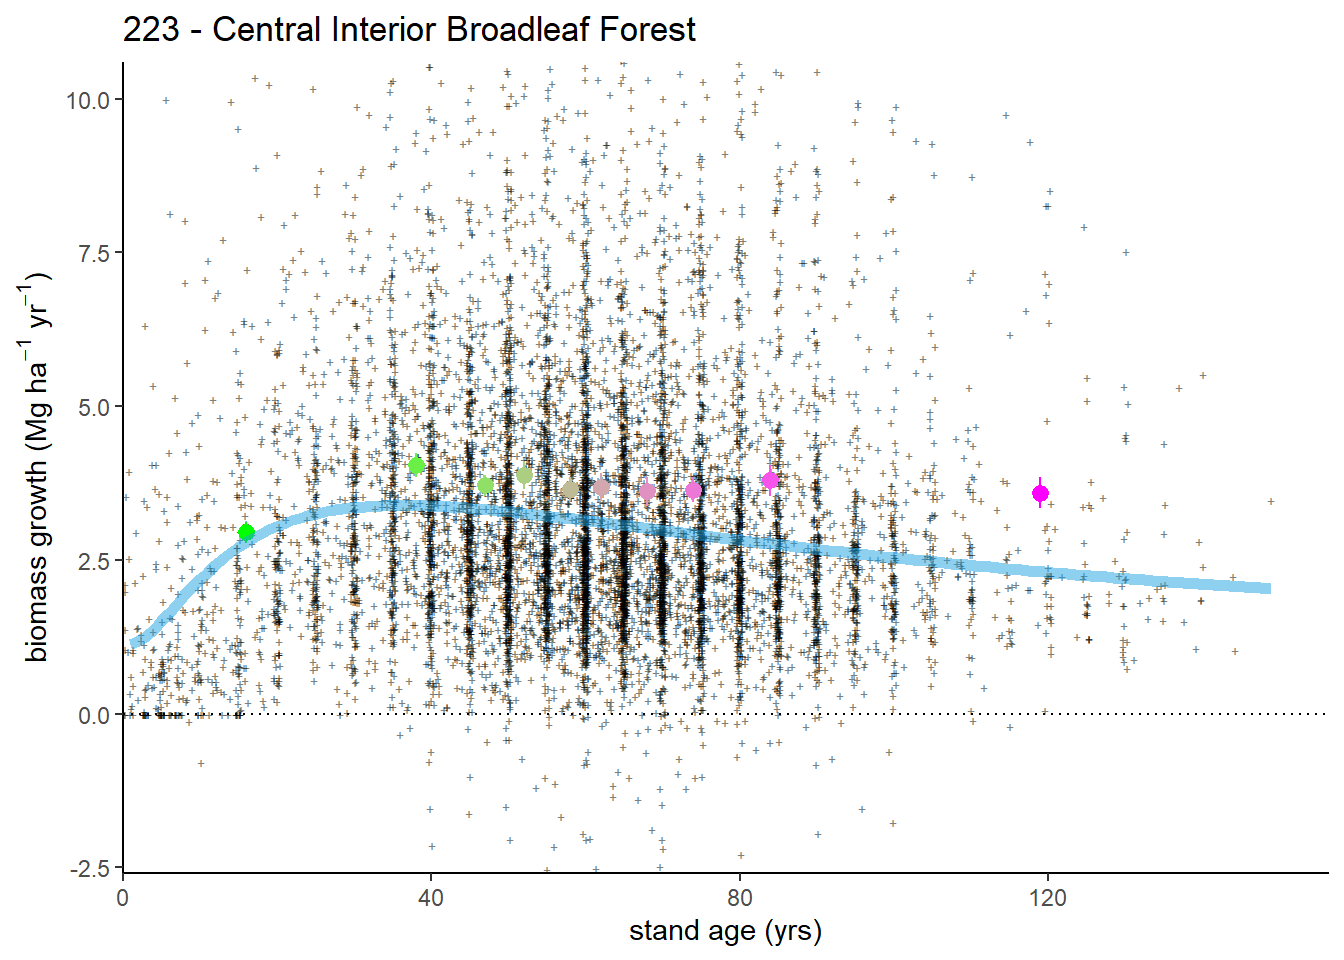 223 - Central Interior Broadleaf Forest
biomass growth (Mg ha⁻¹ yr⁻¹)
10.0
7.5
5.0
2.5
0.0
-2.5
0 40 80 120
stand age (yrs)